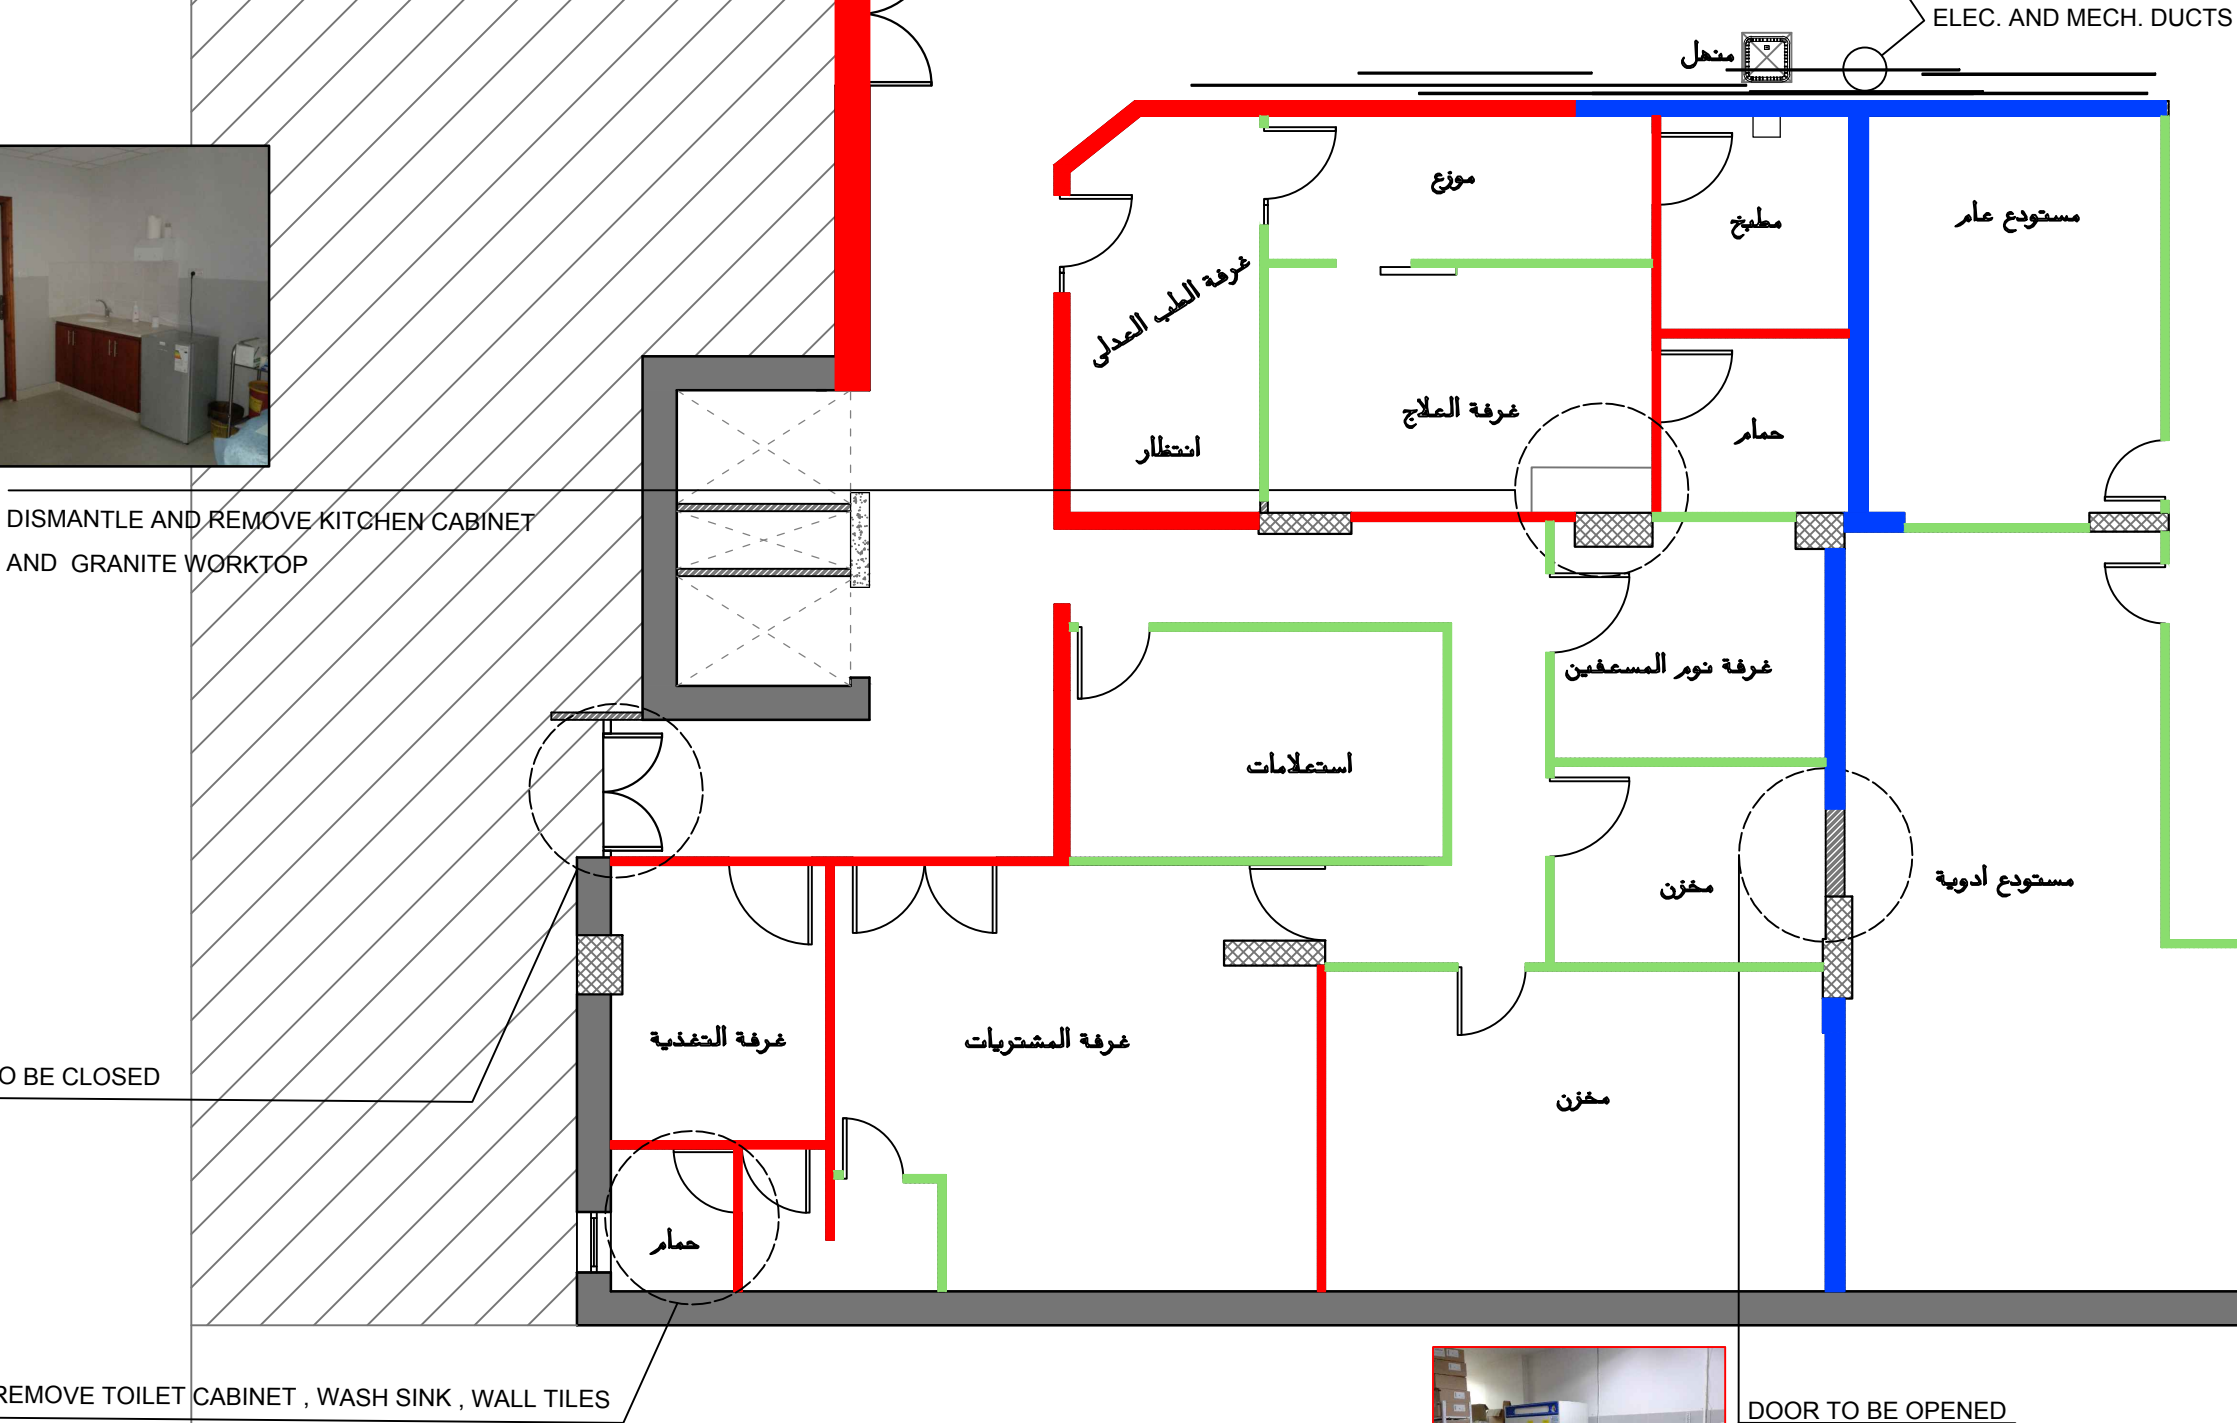 ELEC. AND MECH. DUCTS
منهل
موزع
مطبخ
مستودع عام
غرفة الطب العدلي
غرفة العلاج
حمام
انتظار
DISMANTLE AND REMOVE KITCHEN CABINET
AND GRANITE WORKTOP
غرفة نوم المسعفين
استعلامات
مخزن
مستودع أدوية
غرفة التغذية
غرفة المشتريات
O BE CLOSED
مخزن
حمام
REMOVE TOILET CABINET , WASH SINK , WALL TILES
DOOR TO BE OPENED